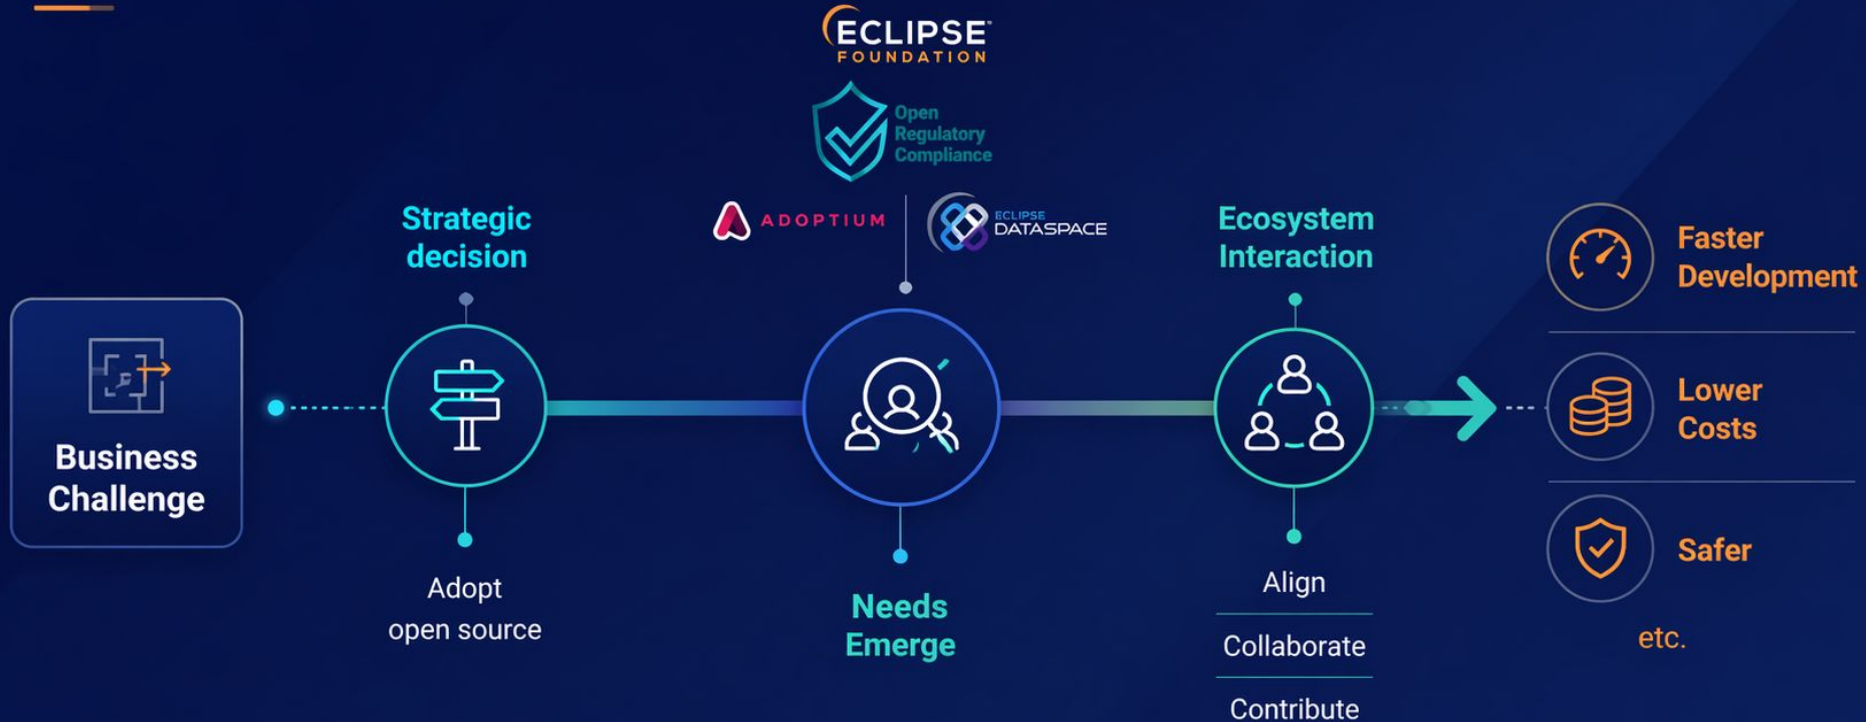 ECLIPSE
FOUNDATION
Open
Regulatory
Compliance
ADOPTIUM
ECLIPSE
DATASPACE
Business
Challenge
Strategic
decision
Adopt
open source
Needs
Emerge
Ecosystem
Interaction
Align
Collaborate
Contribute
Faster
Development
Lower
Costs
Safer
etc.